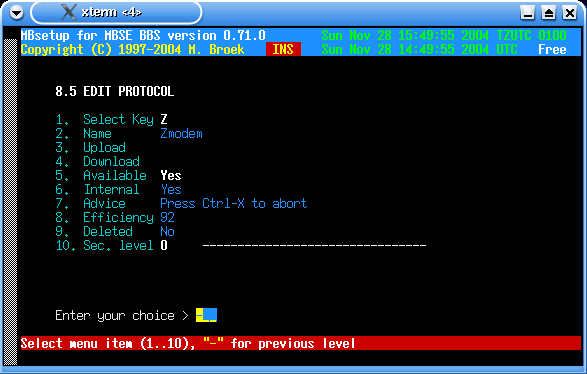 xterm <4>
MBsetup for MBSE BBS version 0.71.0 Sun Nov 28 15:49:55 2004 TZUTC 0100
Copyright (C) 1997-2004 M. Broek INS Sun Nov 28 14:49:55 2004 UTC Free
8.5 EDIT PROTOCOL
1. Select Key Z
2. Name Zmodem
3. Upload
4. Download
5. Available Yes
6. Internal Yes
7. Advice Press Ctrl-X to abort
8. Efficiency 92
9. Deleted No
10. Sec. level 0 --------------------------------
Enter your choice > -
Select menu item (1..10), "-" for previous level